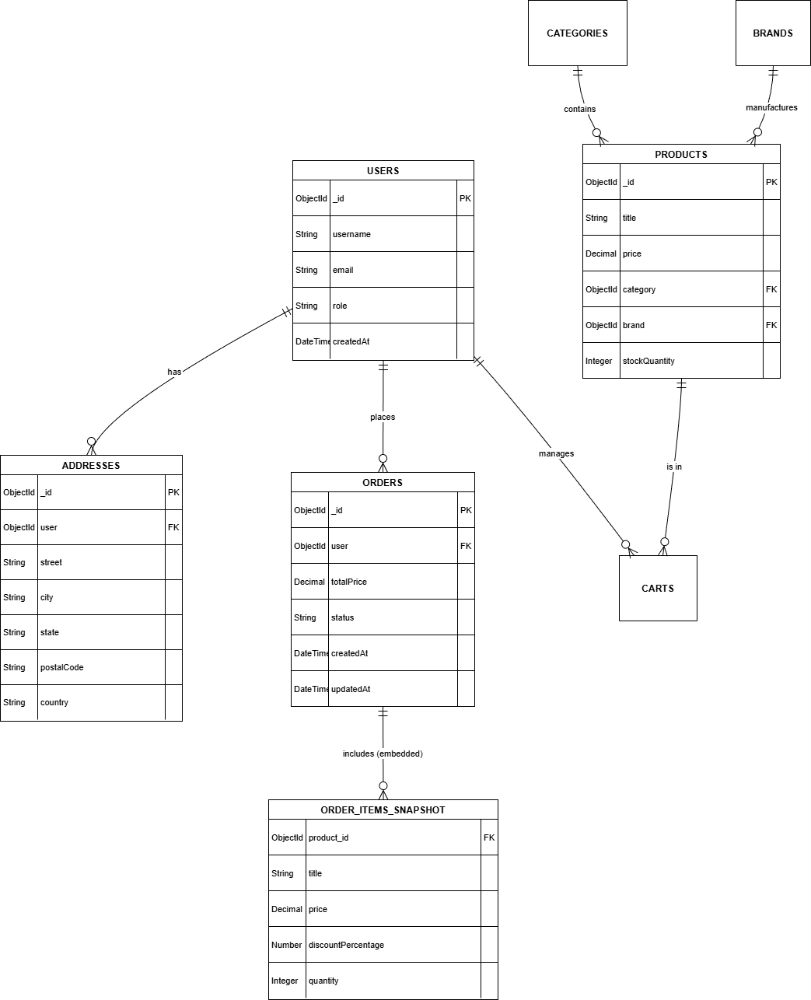 CATEGORIES
BRANDS
contains
manufactures
PRODUCTS
ObjectId _id PK
String title
Decimal price
ObjectId category FK
ObjectId brand FK
Integer stockQuantity
USERS
ObjectId _id PK
String username
String email
String role
DateTime createdAt
has
places
manages
is in
ADDRESSES
ObjectId _id PK
ObjectId user FK
String street
String city
String state
String postalCode
String country
ORDERS
ObjectId _id PK
ObjectId user FK
Decimal totalPrice
String status
DateTime createdAt
DateTime updatedAt
CARTS
includes (embedded)
ORDER_ITEMS_SNAPSHOT
ObjectId product_id FK
String title
Decimal price
Number discountPercentage
Integer quantity